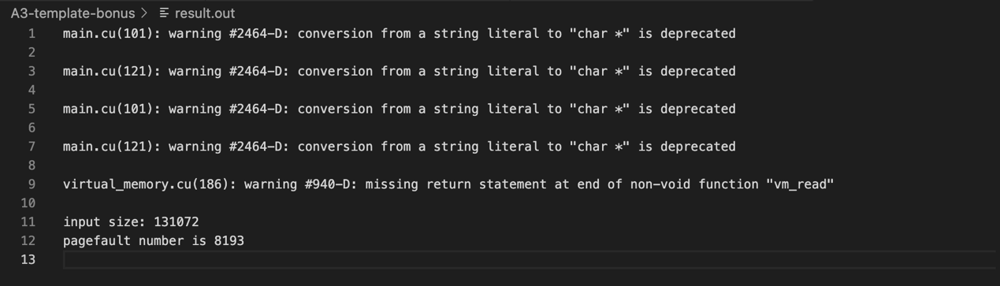 A3-template-bonus > result.out
1 main.cu(101): warning #2464-D: conversion from a string literal to "char *" is deprecated
2
3 main.cu(121): warning #2464-D: conversion from a string literal to "char *" is deprecated
4
5 main.cu(101): warning #2464-D: conversion from a string literal to "char *" is deprecated
6
7 main.cu(121): warning #2464-D: conversion from a string literal to "char *" is deprecated
8
9 virtual_memory.cu(186): warning #940-D: missing return statement at end of non-void function "vm_read"
10
11 input size: 131072
12 pagefault number is 8193
13